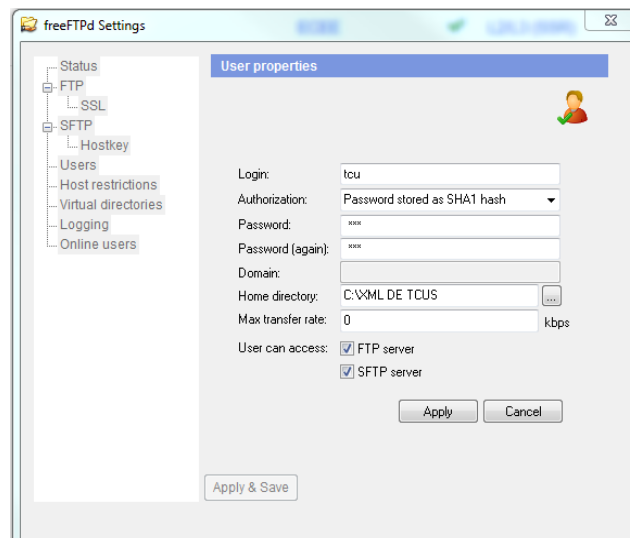 freeFTPd Settings
Status
FTP
SSL
SFTP
Hostkey
Users
Host restrictions
Virtual directories
Logging
Online users
User properties
Login: tcu
Authorization: Password stored as SHA1 hash
Password: ***
Password (again): ***
Domain:
Home directory: C:\XML DE TCUS ...
Max transfer rate: 0 kbps
User can access: FTP server
SFTP server
Apply Cancel
Apply & Save